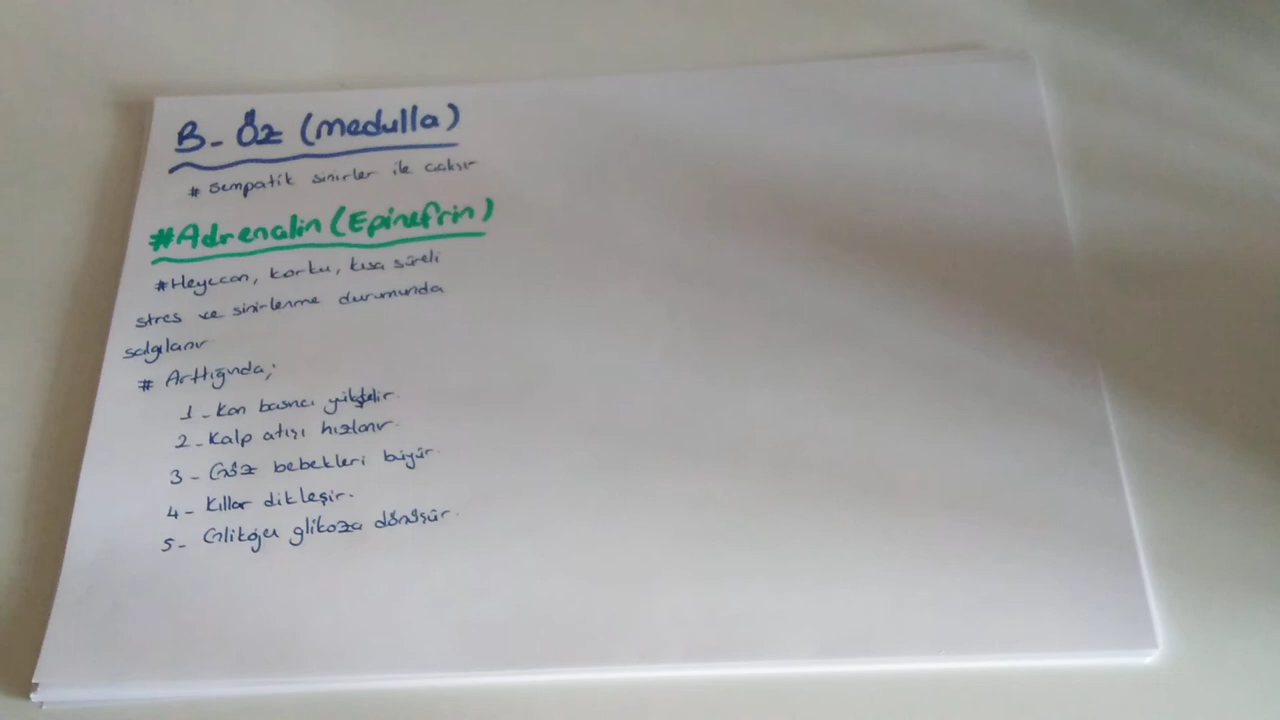 B- Öz (medulla)
# Sempatik sinirler ile çalışır
#Adrenalin (Epinefrin)
#Heyecan, korku, kısa süreli
stres ve sinirlenme durumunda
salgılanır
# Arttığında;
1- Kan basıncı yükselir.
2- Kalp atışı hızlanır.
3- Göz bebekleri büyür.
4- Kıllar dikleşir.
5- Glikojen glikoza dönüşür.